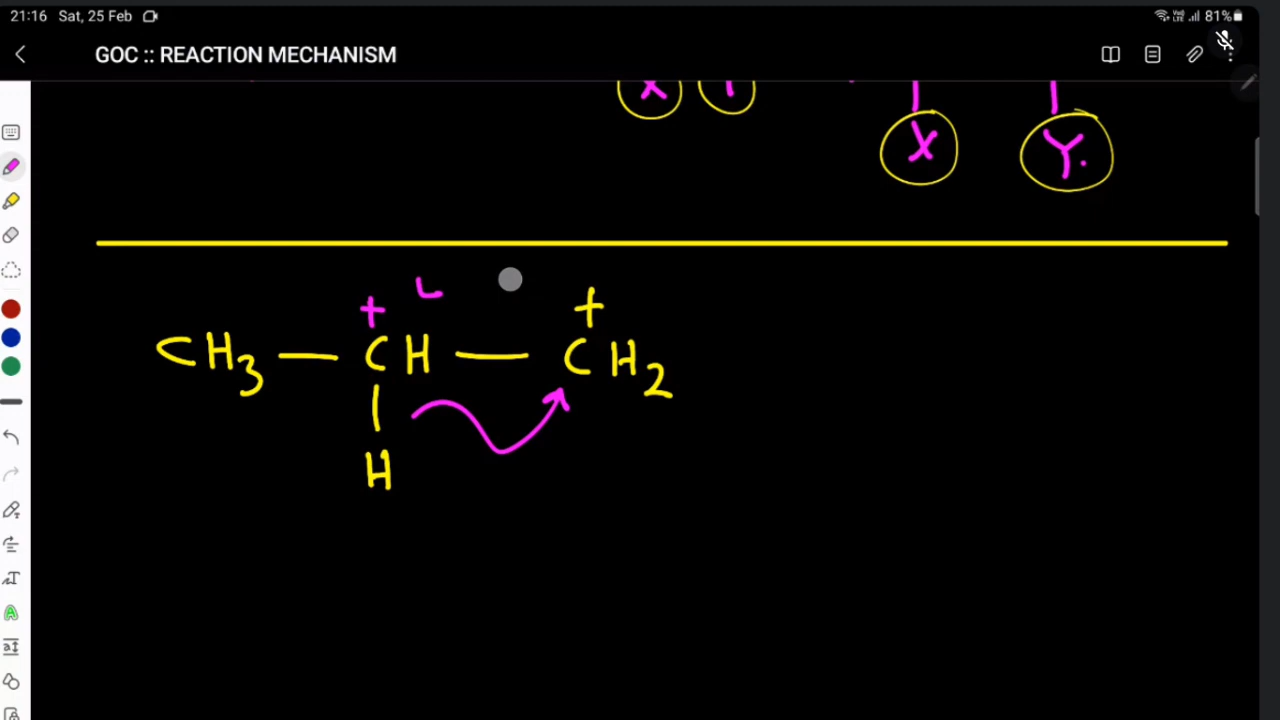 21:16 Sat, 25 Feb 81%
GOC :: REACTION MECHANISM
X Y.
+ +
CH3 — CH — CH2
H